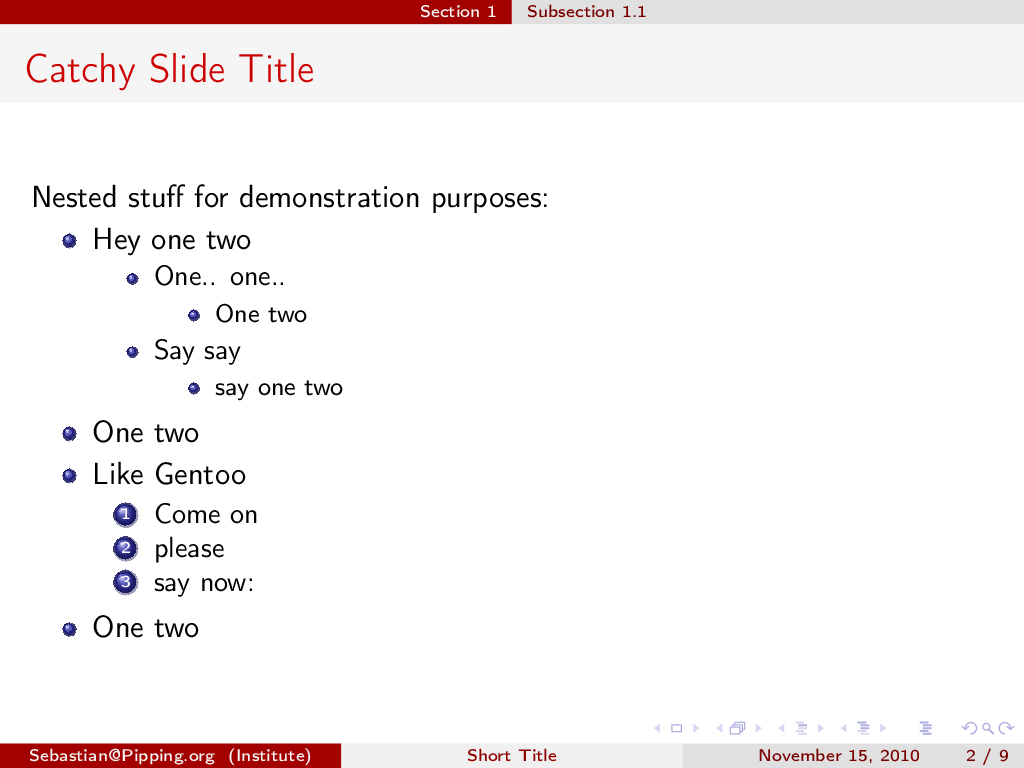 Section 1 Subsection 1.1
Catchy Slide Title
Nested stuff for demonstration purposes:
Hey one two
One.. one..
One two
Say say
say one two
One two
Like Gentoo
1 Come on
2 please
3 say now:
One two
Sebastian@Pipping.org (Institute) Short Title November 15, 2010 2 / 9